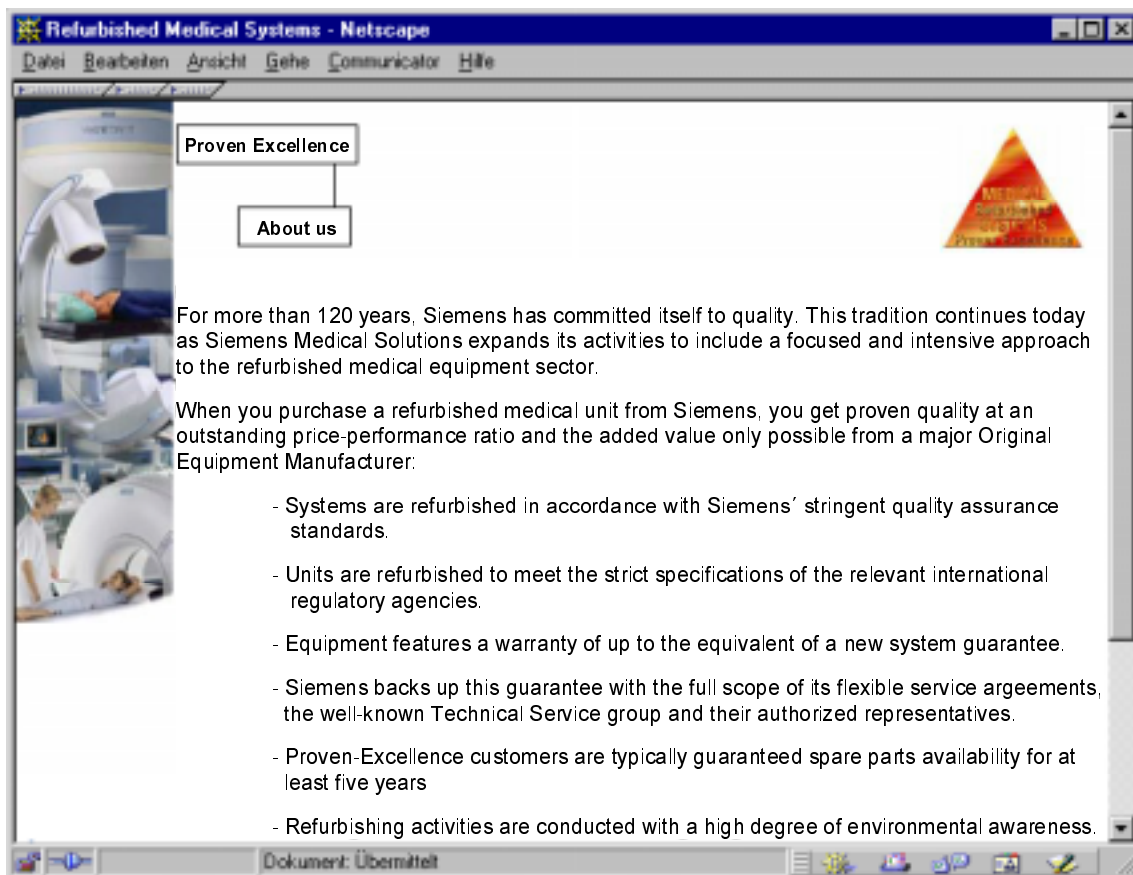 Refurbished Medical Systems - Netscape
Datei Bearbeiten Ansicht Gehe Communicator Hilfe
Proven Excellence
About us
MEDICAL
Refurbished
SYSTEMS
Proven Excellence
For more than 120 years, Siemens has committed itself to quality. This tradition continues today
as Siemens Medical Solutions expands its activities to include a focused and intensive approach
to the refurbished medical equipment sector.
When you purchase a refurbished medical unit from Siemens, you get proven quality at an
outstanding price-performance ratio and the added value only possible from a major Original
Equipment Manufacturer:
- Systems are refurbished in accordance with Siemens´ stringent quality assurance
standards.
- Units are refurbished to meet the strict specifications of the relevant international
regulatory agencies.
- Equipment features a warranty of up to the equivalent of a new system guarantee.
- Siemens backs up this guarantee with the full scope of its flexible service argeements,
the well-known Technical Service group and their authorized representatives.
- Proven-Excellence customers are typically guaranteed spare parts availability for at
least five years
- Refurbishing activities are conducted with a high degree of environmental awareness.
Dokument: Übermittelt